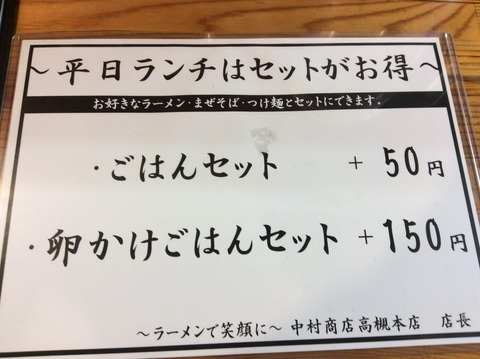 ～平日ランチはセットがお得～
お好きなラーメン・まぜそば・つけ麺とセットにできます。
・ごはんセット + 50円
・卵かけごはんセット + 150円
～ラーメンで笑顔に～ 中村商店高槻本店 店長